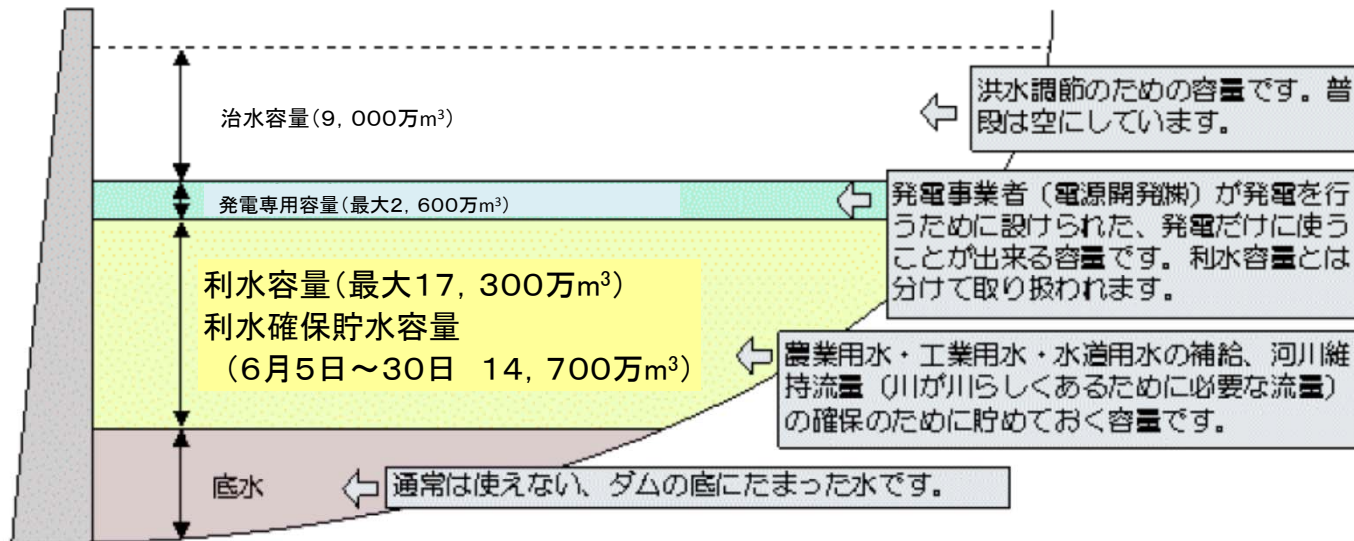 治水容量(9,000万m³)
洪水調節のための容量です。普
段は空にしています。
発電専用容量(最大2,600万m³)
発電事業者（電源開発㈱）が発電を行
うために設けられた、発電だけに使う
ことが出来る容量です。利水容量とは
分けて取り扱われます。
利水容量(最大17,300万m³)
利水確保貯水容量
（6月5日～30日　14,700万m³）
農業用水・工業用水・水道用水の補給、河川維
持流量（川が川らしくあるために必要な流量）
の確保のために貯めておく容量です。
底水
通常は使えない、ダムの底にたまった水です。